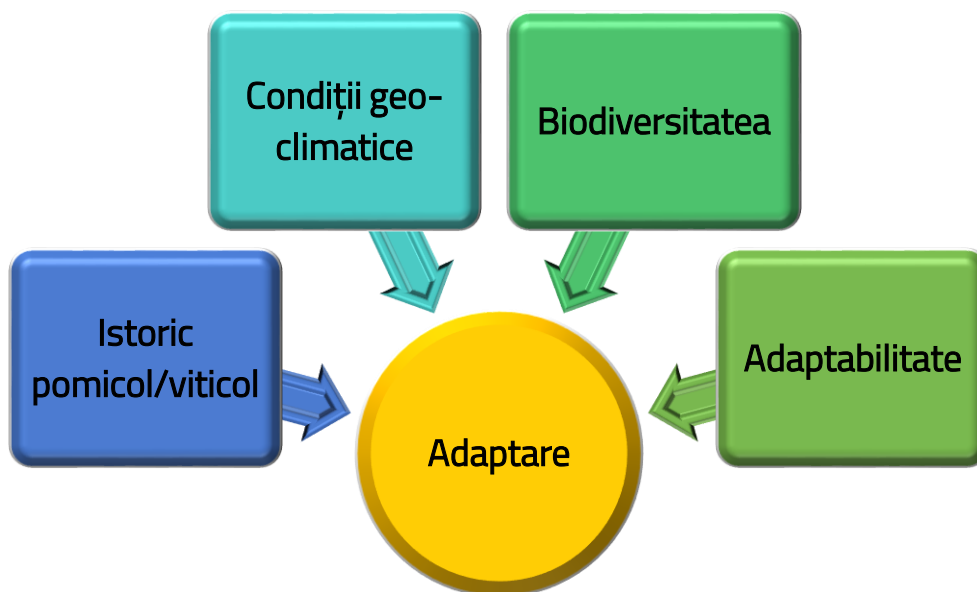 Condiții geo-
climatice
Biodiversitatea
Istoric
pomicol/viticol
Adaptabilitate
Adaptare